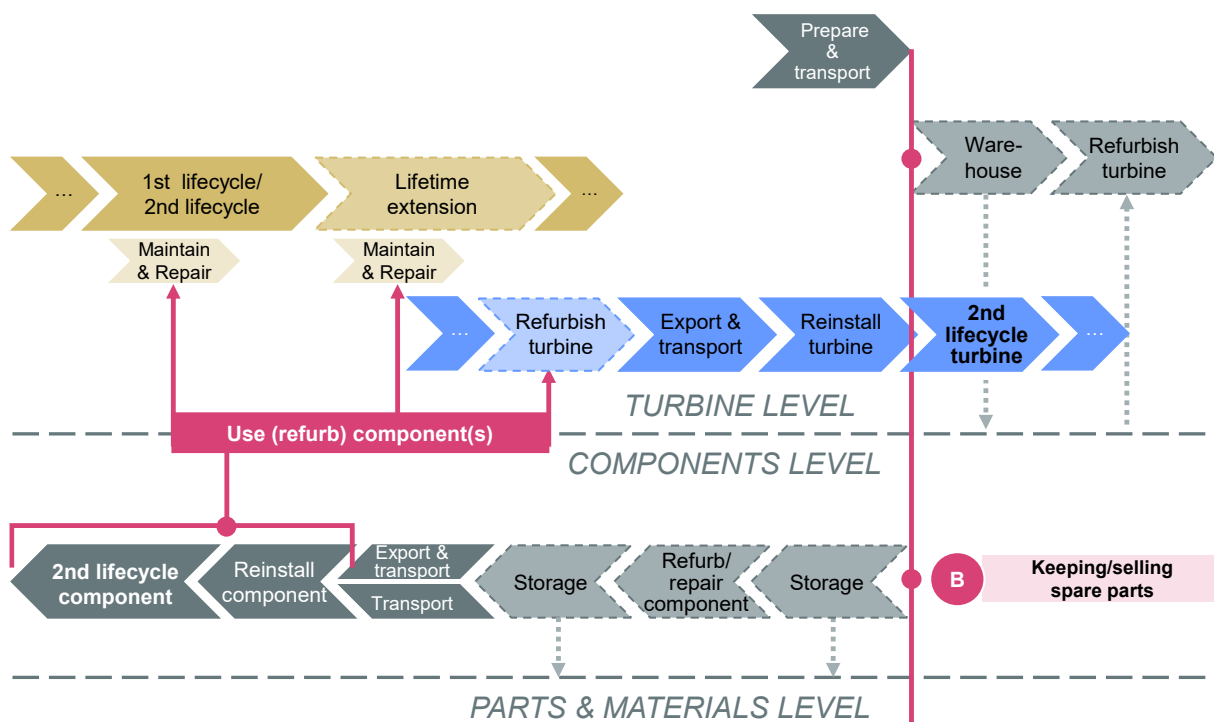 Prepare
&
transport
Ware-
house
Refurbish
turbine
...
1st lifecycle/
2nd lifecycle
Lifetime
extension
...
Maintain
& Repair
Maintain
& Repair
...
Refurbish
turbine
Export &
transport
Reinstall
turbine
2nd
lifecycle
turbine
...
TURBINE LEVEL
Use (refurb) component(s)
COMPONENTS LEVEL
2nd lifecycle
component
Reinstall
component
Export &
transport
Transport
Storage
Refurb/
repair
component
Storage
B
Keeping/selling
spare parts
PARTS & MATERIALS LEVEL